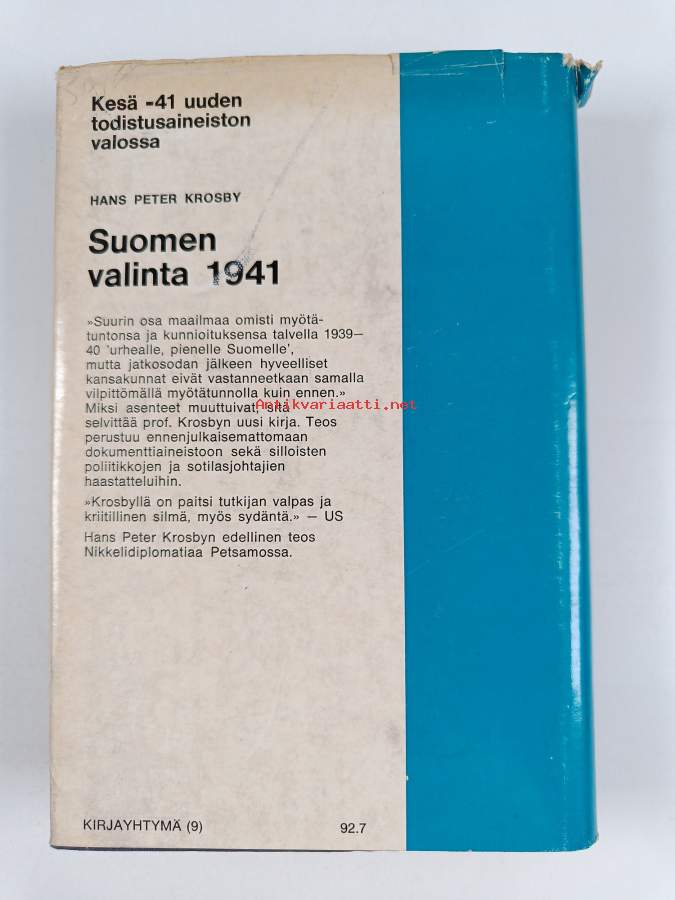 Kesä -41 uuden
todistusaineiston
valossa
HANS PETER KROSBY
Suomen
valinta 1941
»Suurin osa maailmaa omisti myötä-
tuntonsa ja kunnioituksensa talvella 1939—
40 'urhealle, pienelle Suomelle',
mutta jatkosodan jälkeen hyveelliset
kansakunnat eivät vastanneetkaan samalla
vilpittömällä myötätunnolla kuin ennen.»
Miksi asenteet muuttuivat, sitä
Antikvariaatti.net
selvittää prof. Krosbyn uusi kirja. Teos
perustuu ennenjulkaisemattomaan
dokumenttiaineistoon sekä silloisten
poliitikkojen ja sotilasjohtajien
haastatteluihin.
»Krosbyllä on paitsi tutkijan valpas ja
kriitillinen silmä, myös sydäntä.» — US
Hans Peter Krosbyn edellinen teos
Nikkelidiplomatiaa Petsamossa.
KIRJAYHTYMÄ (9) 92.7